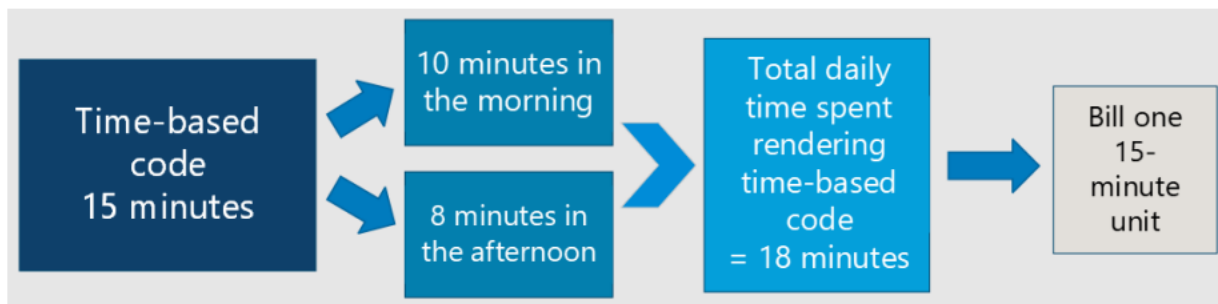 Time-based
code
15 minutes
10 minutes in
the morning
8 minutes in
the afternoon
Total daily
time spent
rendering
time-based
code
= 18 minutes
Bill one
15-
minute
unit